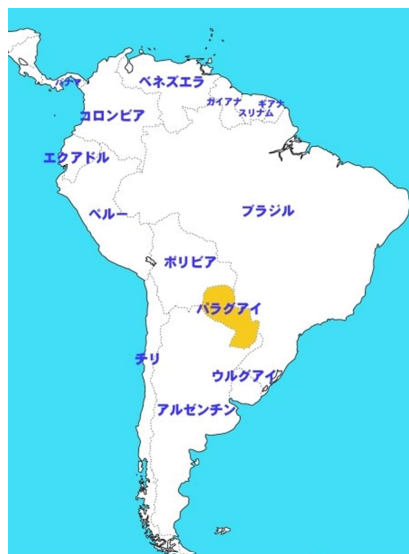 パナマ
ベネズエラ
ガイアナ
ギアナ
スリナム
コロンビア
エクアドル
ペルー
ブラジル
ボリビア
パラグアイ
チリ
ウルグアイ
アルゼンチン